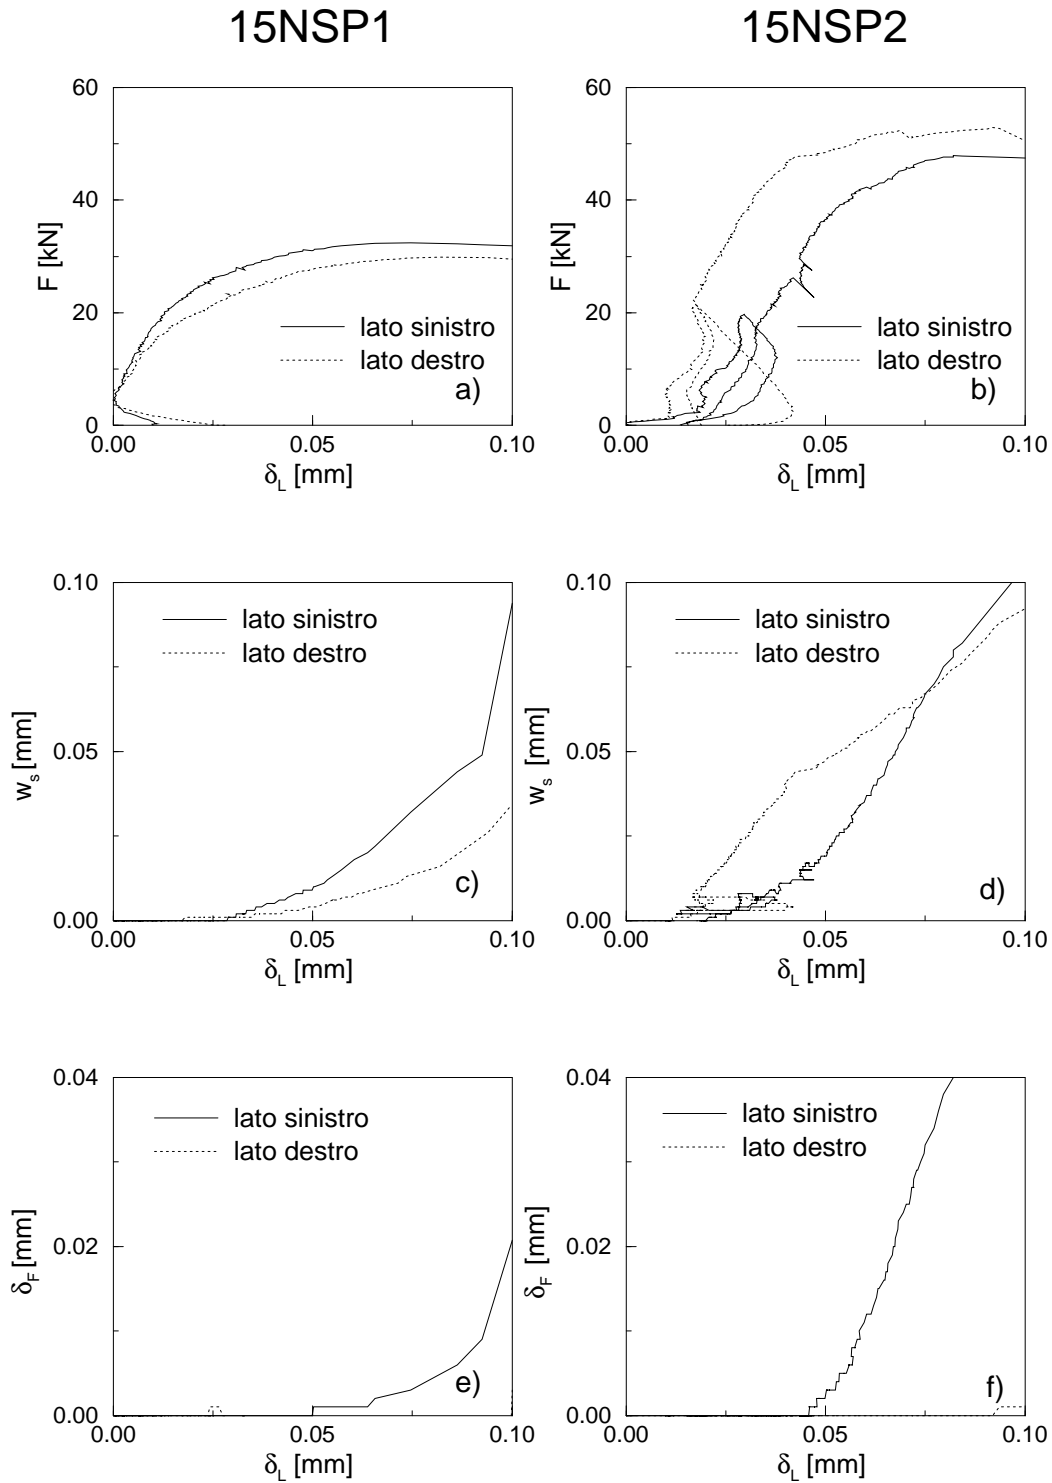 15NSP1
15NSP2
60
40
20
0
F [kN]
lato sinistro
lato destro
a)
0.00
0.05
0.10
δL [mm]
60
40
20
0
F [kN]
lato sinistro
lato destro
b)
0.00
0.05
0.10
δL [mm]
0.10
0.05
0.00
ws [mm]
lato sinistro
lato destro
c)
0.00
0.05
0.10
δL [mm]
0.10
0.05
0.00
ws [mm]
lato sinistro
lato destro
d)
0.00
0.05
0.10
δL [mm]
0.04
0.02
0.00
δF [mm]
lato sinistro
lato destro
e)
0.00
0.05
0.10
δL [mm]
0.04
0.02
0.00
δF [mm]
lato sinistro
lato destro
f)
0.00
0.05
0.10
δL [mm]